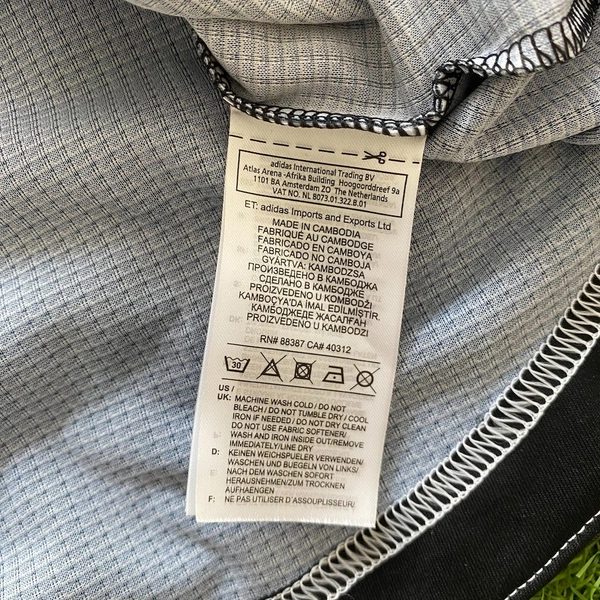 adidas International Trading BV
Atlas Arena -Afrika Building Hoogoorddreef 9a
1101 BA Amsterdam ZO The Netherlands
VAT NO. NL 8073.01.322.B.01
ET: adidas Imports and Exports Ltd
MADE IN CAMBODIA
FABRIQUÉ AU CAMBODGE
FABRICADO EN CAMBOYA
FABRICADO NO CAMBOJA
GYÁRTVA: KAMBODZSA
ПРОИЗВЕДЕНО В КАМБОДЖА
СДЕЛАНО В КАМБОДЖЕ
PROIZVEDENO U KOMBODŽI
KAMBOÇYA'DA İMAL EDİLMİŞTİR.
КАМБОДЖЕДЕ ЖАСАЛҒАН
PROIZVEDENO U KAMBODZI
RN# 88387 CA# 40312
30
US /
UK: MACHINE WASH COLD / DO NOT
BLEACH / DO NOT TUMBLE DRY / COOL
IRON IF NEEDED / DO NOT DRY CLEAN
DO NOT USE FABRIC SOFTENER/
WASH AND IRON INSIDE OUT/REMOVE
IMMEDIATELY/LINE DRY
D: KEINEN WEICHSPUELER VERWENDEN/
WASCHEN UND BUEGELN VON LINKS/
NACH DEM WASCHEN SOFORT
HERAUSNEHMEN/ZUM TROCKNEN
AUFHAENGEN
F: NE PAS UTILISER D'ASSOUPLISSEUR/